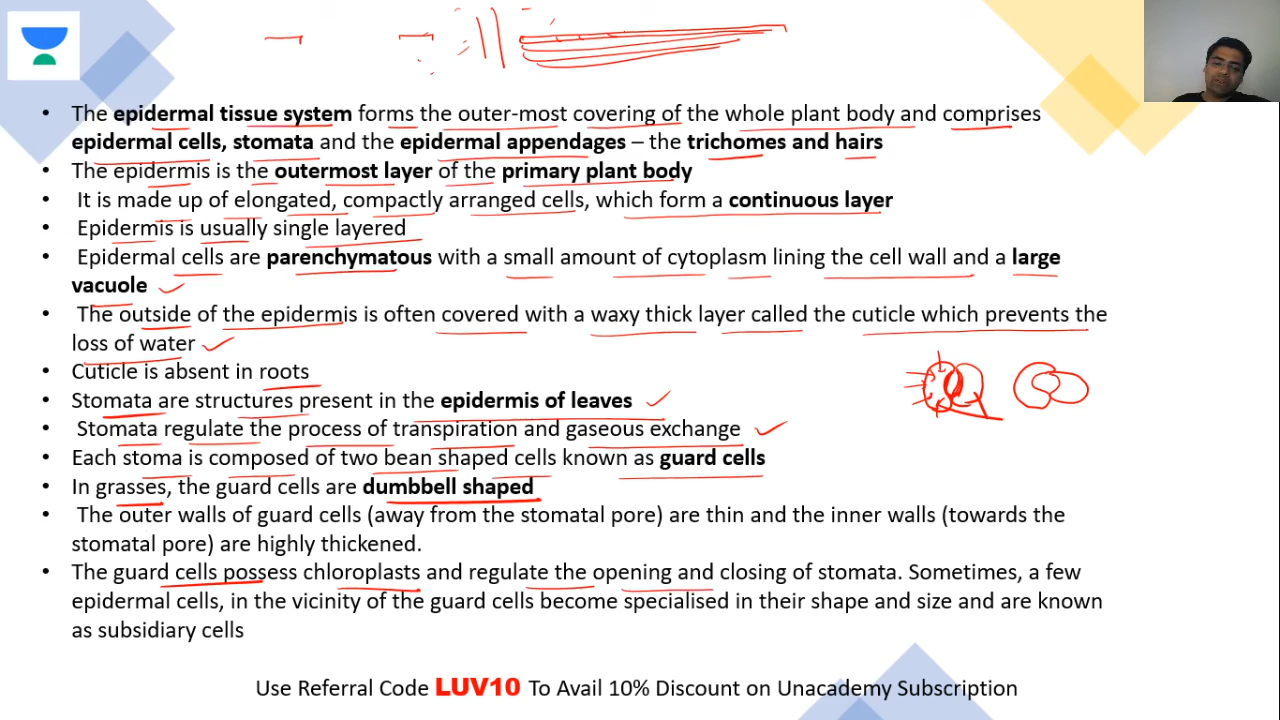 • The epidermal tissue system forms the outer-most covering of the whole plant body and comprises
epidermal cells, stomata and the epidermal appendages – the trichomes and hairs
• The epidermis is the outermost layer of the primary plant body
• It is made up of elongated, compactly arranged cells, which form a continuous layer
• Epidermis is usually single layered
• Epidermal cells are parenchymatous with a small amount of cytoplasm lining the cell wall and a large
vacuole
• The outside of the epidermis is often covered with a waxy thick layer called the cuticle which prevents the
loss of water
• Cuticle is absent in roots
• Stomata are structures present in the epidermis of leaves
• Stomata regulate the process of transpiration and gaseous exchange
• Each stoma is composed of two bean shaped cells known as guard cells
• In grasses, the guard cells are dumbbell shaped
• The outer walls of guard cells (away from the stomatal pore) are thin and the inner walls (towards the
stomatal pore) are highly thickened.
• The guard cells possess chloroplasts and regulate the opening and closing of stomata. Sometimes, a few
epidermal cells, in the vicinity of the guard cells become specialised in their shape and size and are known
as subsidiary cells
Use Referral Code LUV10 To Avail 10% Discount on Unacademy Subscription